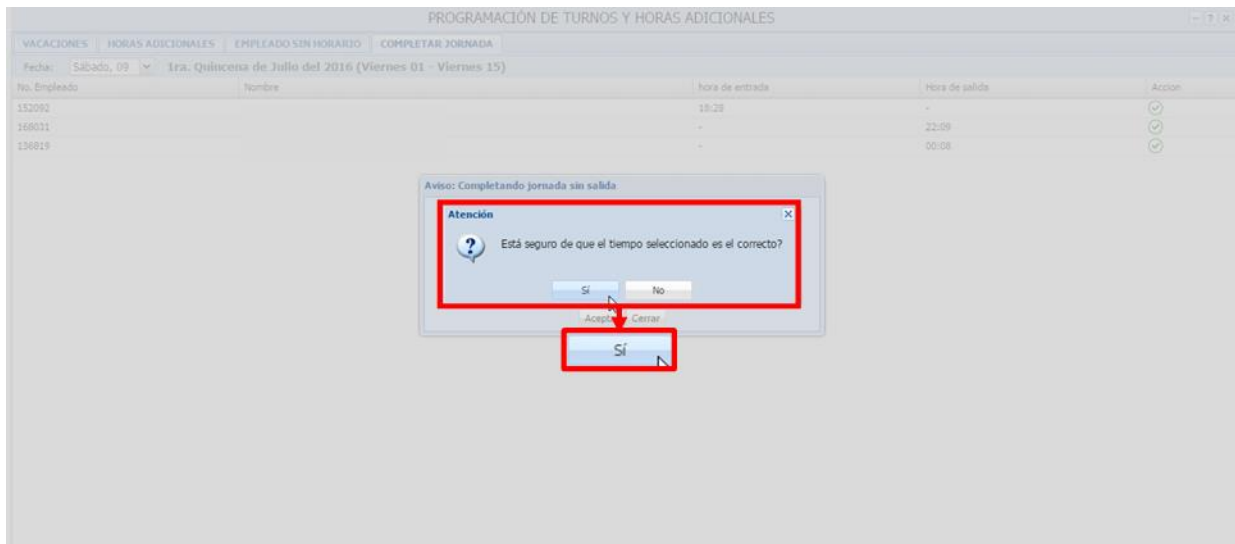 PROGRAMACIÓN DE TURNOS Y HORAS ADICIONALES
VACACIONES HORAS ADICIONALES EMPLEADO SIN HORARIO COMPLETAR JORNADA
Fecha: Sábado, 09 1ra. Quincena de Julio del 2016 (Viernes 01 - Viernes 15)
No. Empleado Nombre hora de entrada Hora de salida Accion
152092 18:28 -
168031 - 22:09
136819 - 00:08
Aviso: Completando jornada sin salida
Atención
Está seguro de que el tiempo seleccionado es el correcto?
Sí No
Cerrar
Sí